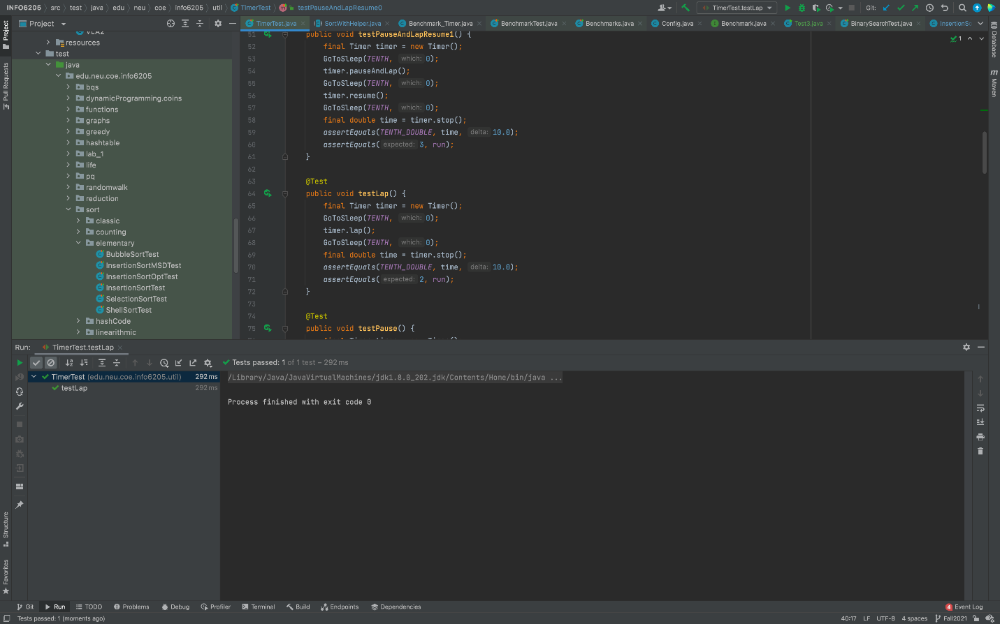 INFO6205 src test java edu neu coe info6205 util TimerTest m testPauseAndLapResume0
TimerTest.testLap Git:
Project
TimerTest.java SortWithHelper.java Benchmark_Timer.java BenchmarkTest.java Benchmarks.java Config.java Benchmark.java Test3.java BinarySearchTest.java InsertionSo
Project
Pull Requests
Structure
Favorites
Database
Maven
resources
test
java
edu.neu.coe.info6205
bqs
dynamicProgramming.coins
functions
graphs
greedy
hashtable
lab_1
life
pq
randomwalk
reduction
sort
classic
counting
elementary
BubbleSortTest
InsertionSortMSDTest
InsertionSortOptTest
InsertionSortTest
SelectionSortTest
ShellSortTest
hashCode
linearithmic
1
51 public void testPauseAndLapResume1() {
52 final Timer timer = new Timer();
53 GoToSleep(TENTH, which: 0);
54 timer.pauseAndLap();
55 GoToSleep(TENTH, which: 0);
56 timer.resume();
57 GoToSleep(TENTH, which: 0);
58 final double time = timer.stop();
59 assertEquals(TENTH_DOUBLE, time, delta: 10.0);
60 assertEquals( expected: 3, run);
61 }
62
63 @Test
64 public void testLap() {
65 final Timer timer = new Timer();
66 GoToSleep(TENTH, which: 0);
67 timer.lap();
68 GoToSleep(TENTH, which: 0);
69 final double time = timer.stop();
70 assertEquals(TENTH_DOUBLE, time, delta: 10.0);
71 assertEquals( expected: 2, run);
72 }
73
74 @Test
75 public void testPause() {
Run: TimerTest.testLap
Tests passed: 1 of 1 test – 292 ms
TimerTest (edu.neu.coe.info6205.util) 292 ms
testLap 292 ms
/Library/Java/JavaVirtualMachines/jdk1.8.0_202.jdk/Contents/Home/bin/java ...
Process finished with exit code 0
Git Run TODO Problems Debug Profiler Terminal Build Endpoints Dependencies 4 Event Log
Tests passed: 1 (moments ago) 40:17 LF UTF-8 4 spaces Fall2021